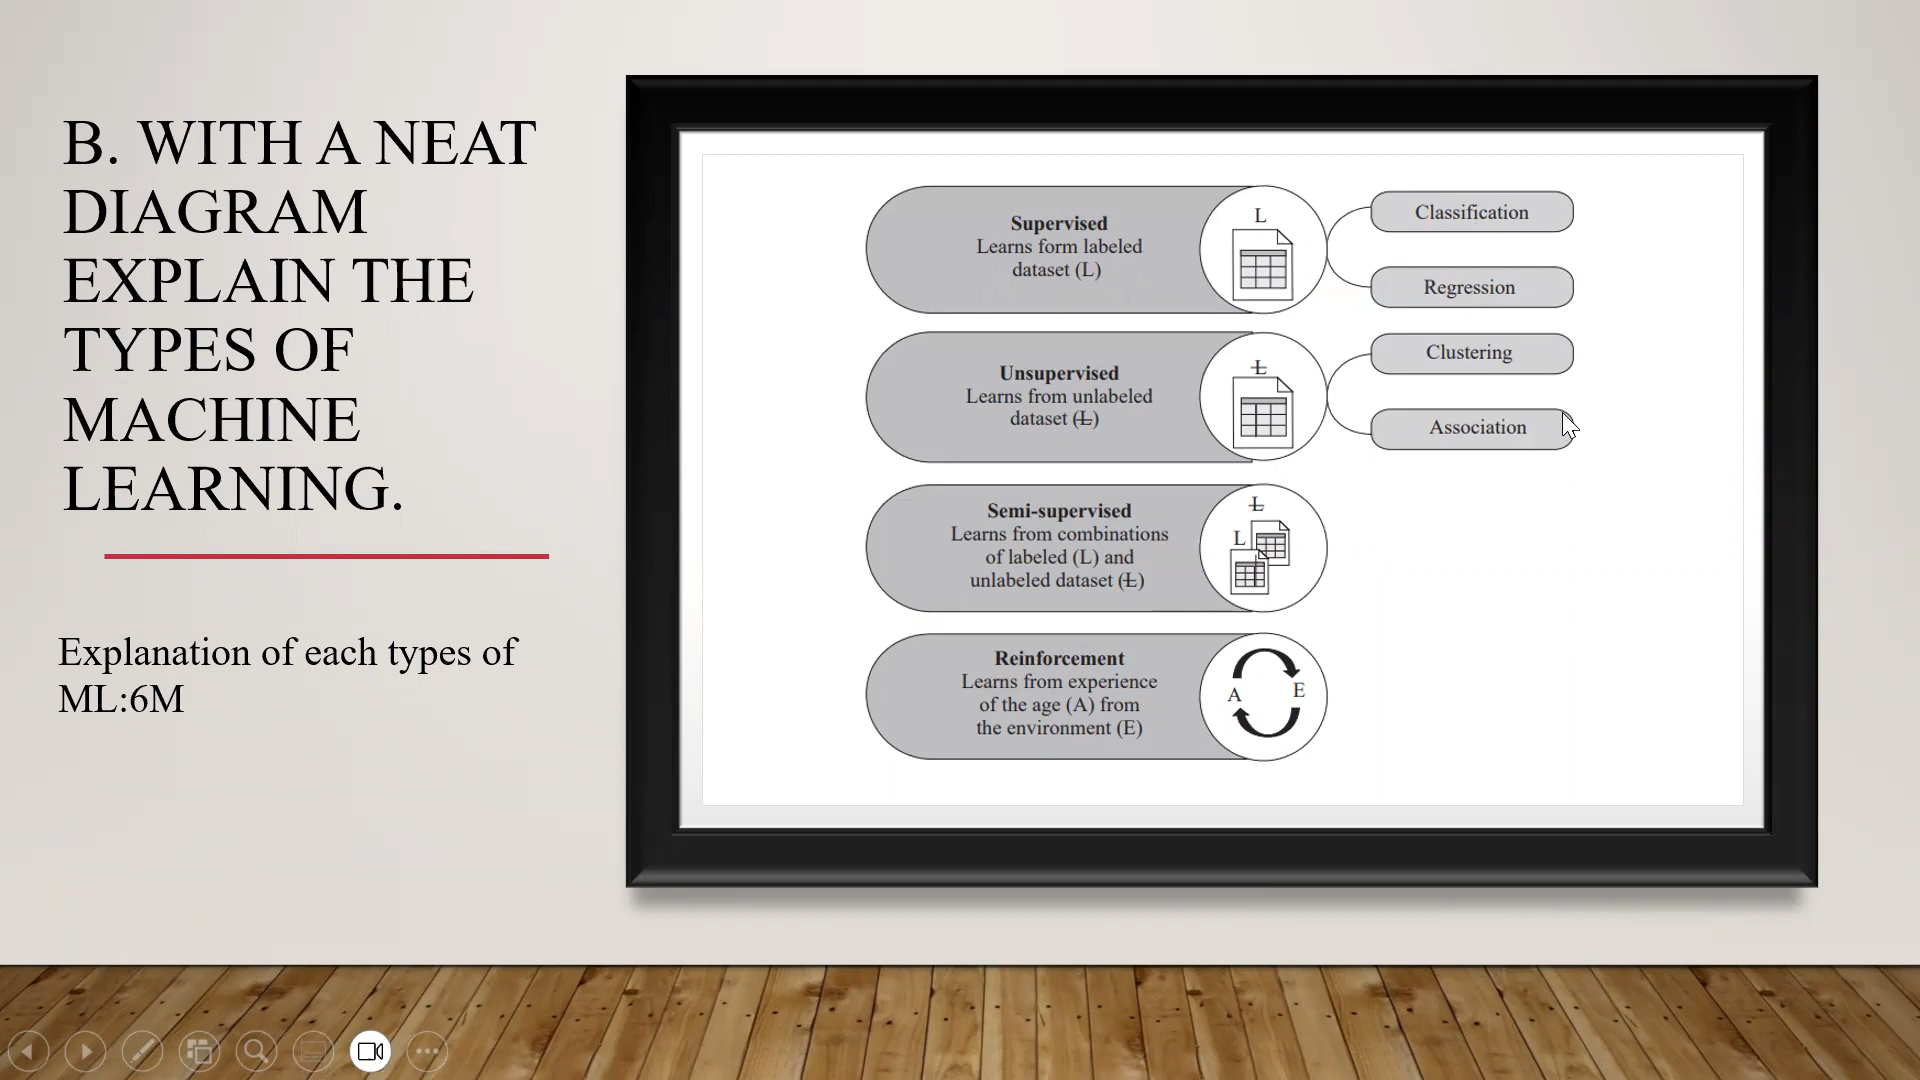 B. WITH A NEAT
DIAGRAM
EXPLAIN THE
TYPES OF
MACHINE
LEARNING.
Explanation of each types of
ML:6M
Supervised
Learns form labeled
dataset (L)
L
Classification
Regression
Unsupervised
Learns from unlabeled
dataset (Ł)
Ł
Clustering
Association
Semi-supervised
Learns from combinations
of labeled (L) and
unlabeled dataset (Ł)
Ł
L
Reinforcement
Learns from experience
of the age (A) from
the environment (E)
A
E